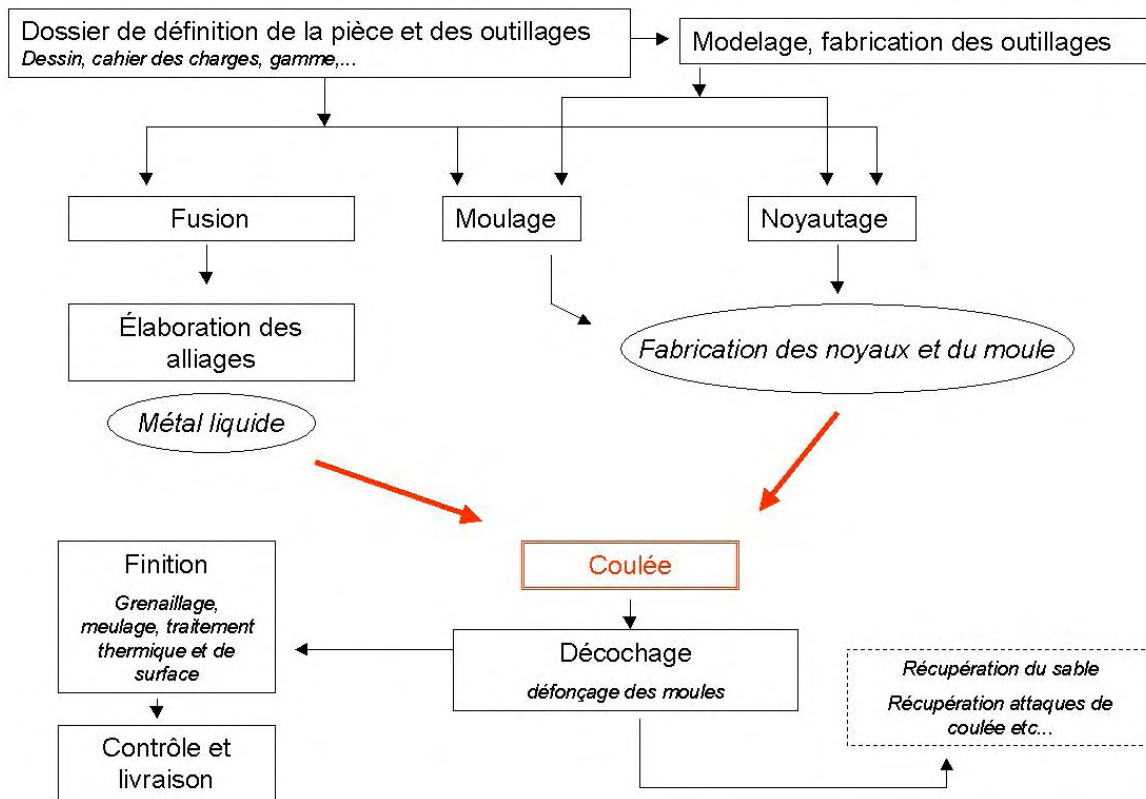 Dossier de définition de la pièce et des outillages
Dessin, cahier des charges, gamme,...
Modelage, fabrication des outillages
Fusion
Moulage
Noyautage
Élaboration des
alliages
Fabrication des noyaux et du moule
Métal liquide
Coulée
Finition
Grenaillage,
meulage, traitement
thermique et de
surface
Décochage
défonçage des moules
Récupération du sable
Récupération attaques de
coulée etc...
Contrôle et
livraison